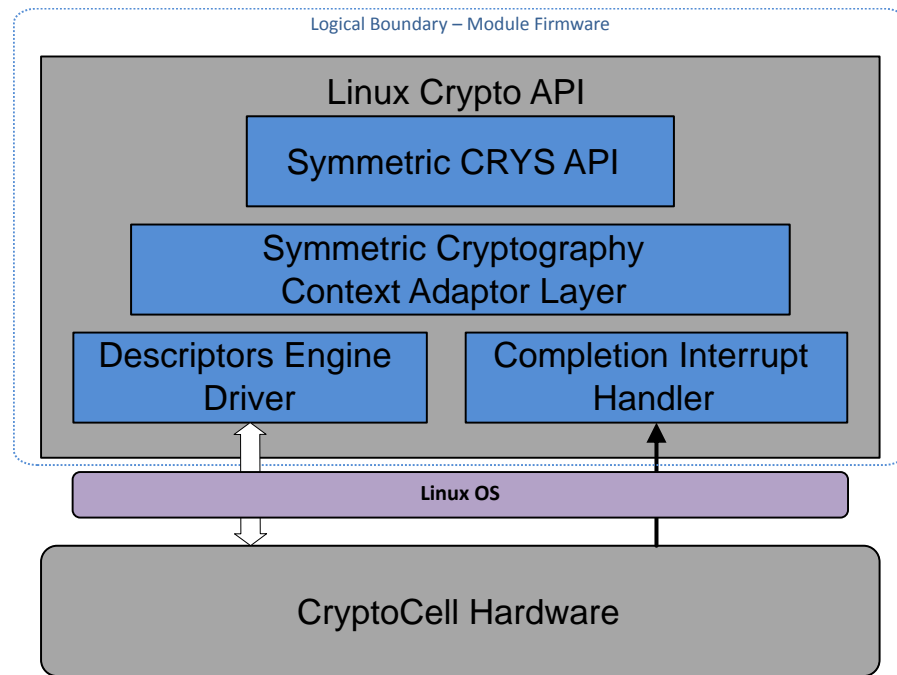 Logical Boundary – Module Firmware
Linux Crypto API
Symmetric CRYS API
Symmetric Cryptography
Context Adaptor Layer
Descriptors Engine
Driver
Completion Interrupt
Handler
Linux OS
CryptoCell Hardware